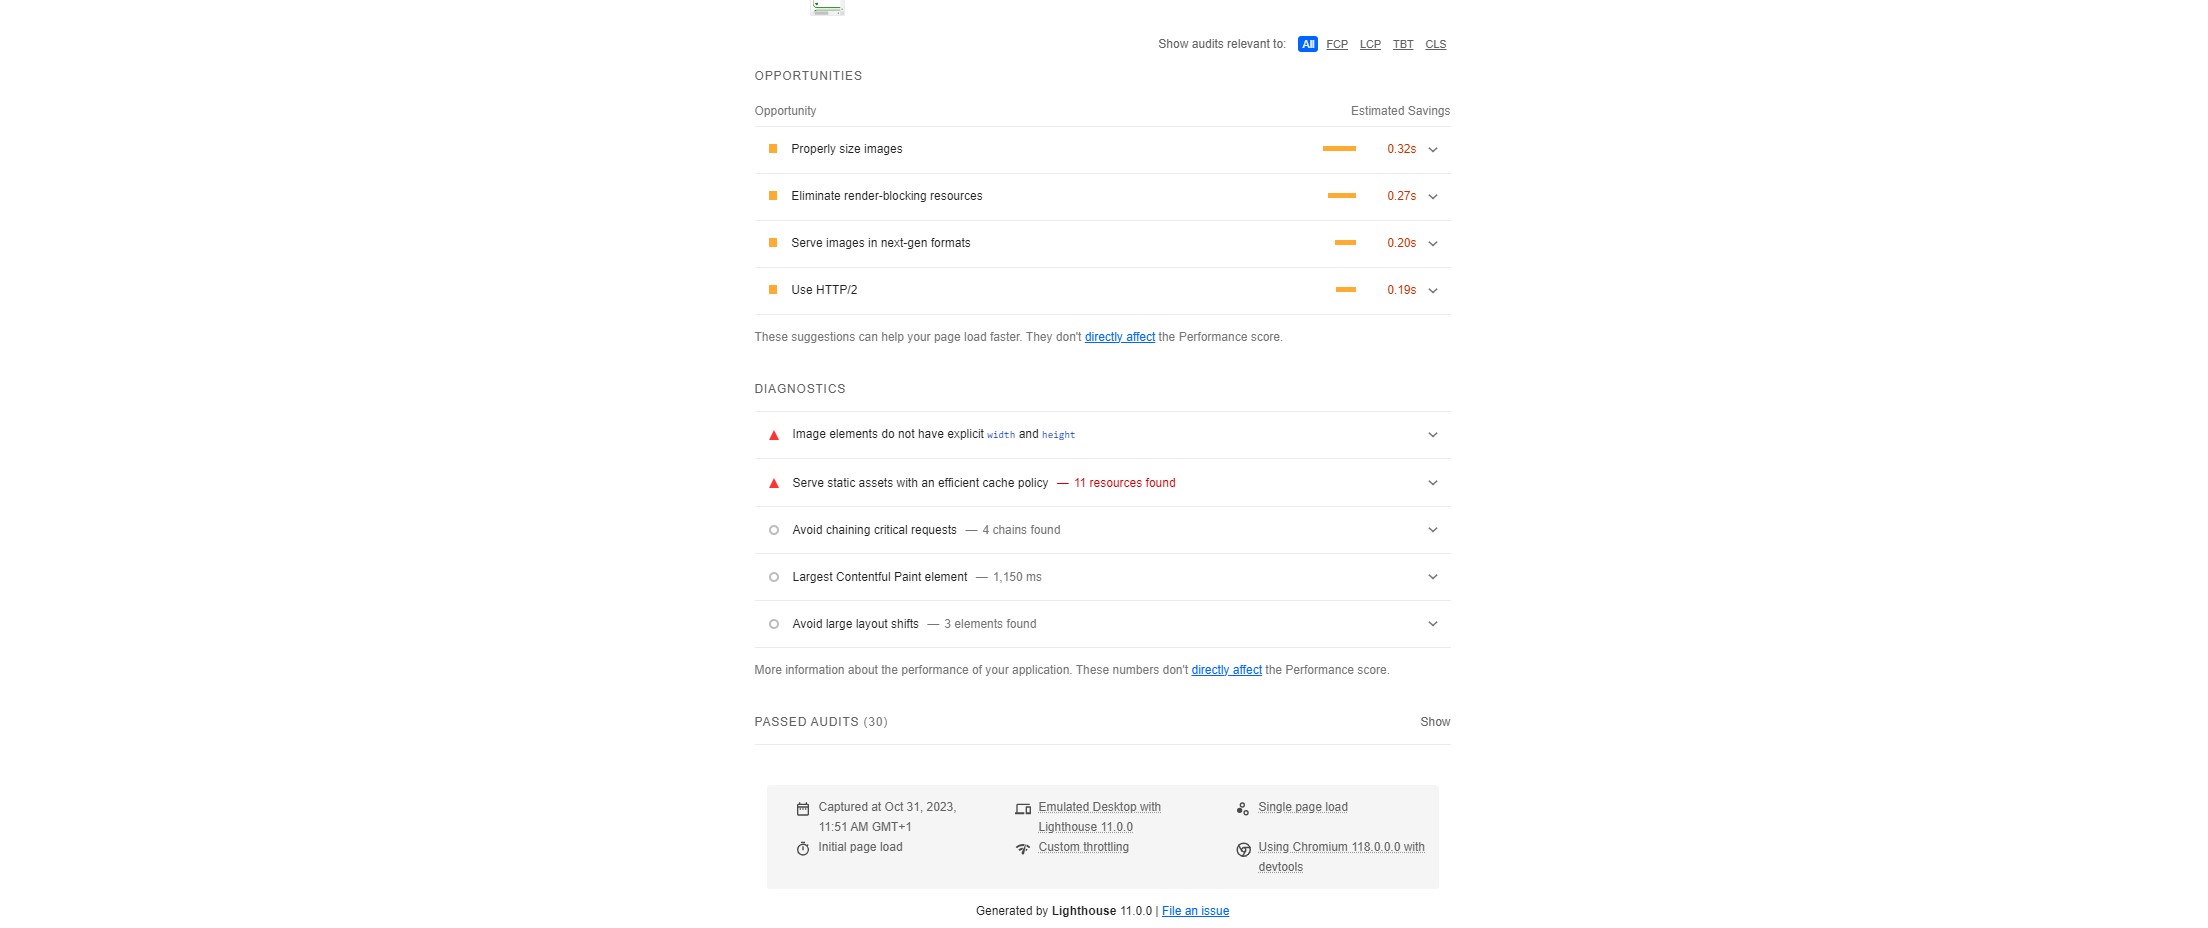 Show audits relevant to: All FCP LCP TBT CLS
OPPORTUNITIES
Opportunity Estimated Savings
Properly size images 0.32s
Eliminate render-blocking resources 0.27s
Serve images in next-gen formats 0.20s
Use HTTP/2 0.19s
These suggestions can help your page load faster. They don't directly affect the Performance score.
DIAGNOSTICS
Image elements do not have explicit width and height
Serve static assets with an efficient cache policy — 11 resources found
Avoid chaining critical requests — 4 chains found
Largest Contentful Paint element — 1,150 ms
Avoid large layout shifts — 3 elements found
More information about the performance of your application. These numbers don't directly affect the Performance score.
PASSED AUDITS (30) Show
Captured at Oct 31, 2023,
11:51 AM GMT+1
Emulated Desktop with
Lighthouse 11.0.0
Single page load
Initial page load
Custom throttling
Using Chromium 118.0.0.0 with
devtools
Generated by Lighthouse 11.0.0 | File an issue